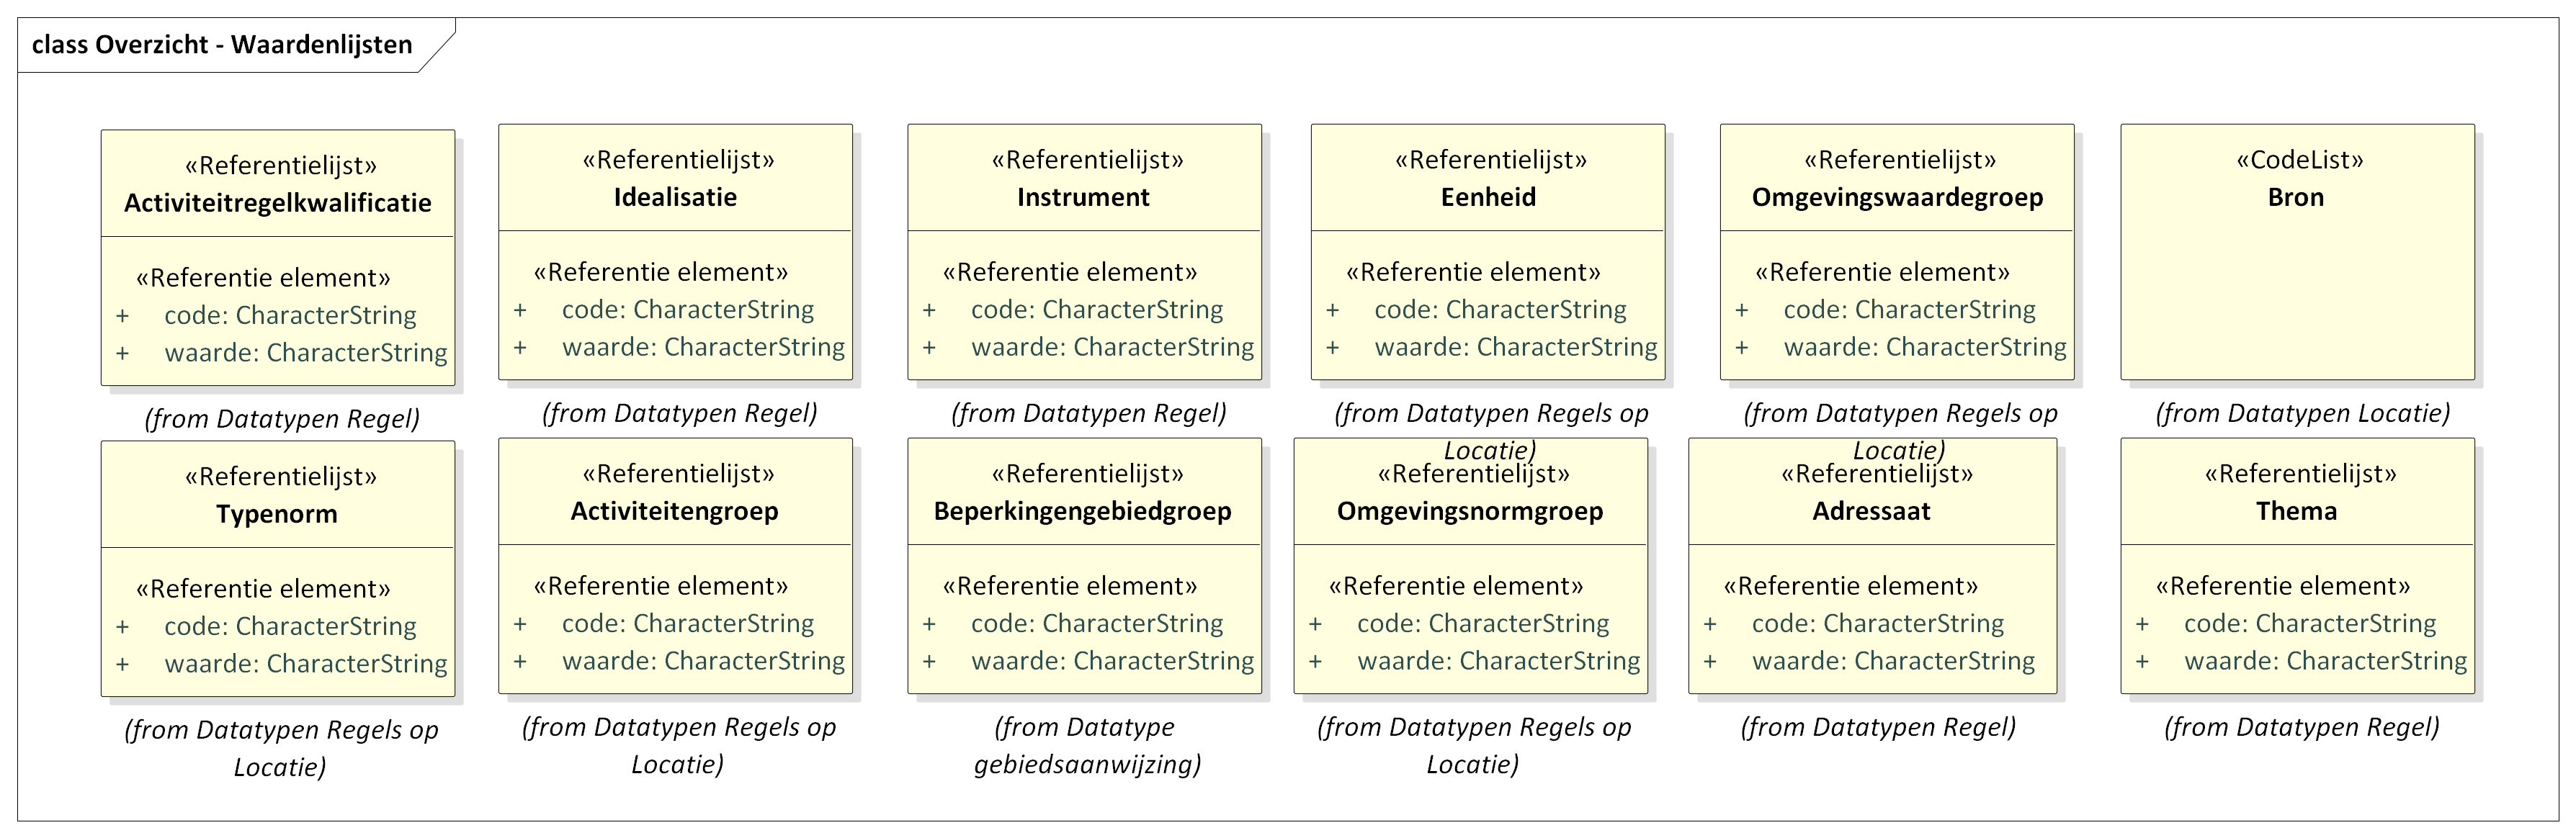 class Overzicht - Waardenlijsten
«Referentielijst»
Activiteitregelkwalificatie
«Referentie element»
+ code: CharacterString
+ waarde: CharacterString
(from Datatypen Regel)
«Referentielijst»
Idealisatie
«Referentie element»
+ code: CharacterString
+ waarde: CharacterString
(from Datatypen Regel)
«Referentielijst»
Instrument
«Referentie element»
+ code: CharacterString
+ waarde: CharacterString
(from Datatypen Regel)
«Referentielijst»
Eenheid
«Referentie element»
+ code: CharacterString
+ waarde: CharacterString
(from Datatypen Regels op
Locatie)
«Referentielijst»
Omgevingswaardegroep
«Referentie element»
+ code: CharacterString
+ waarde: CharacterString
(from Datatypen Regels op
Locatie)
«CodeList»
Bron
(from Datatypen Locatie)
«Referentielijst»
Typenorm
«Referentie element»
+ code: CharacterString
+ waarde: CharacterString
(from Datatypen Regels op
Locatie)
«Referentielijst»
Activiteitengroep
«Referentie element»
+ code: CharacterString
+ waarde: CharacterString
(from Datatypen Regels op
Locatie)
«Referentielijst»
Beperkingengebiedgroep
«Referentie element»
+ code: CharacterString
+ waarde: CharacterString
(from Datatype
gebiedsaanwijzing)
«Referentielijst»
Omgevingsnormgroep
«Referentie element»
+ code: CharacterString
+ waarde: CharacterString
(from Datatypen Regels op
Locatie)
«Referentielijst»
Adressaat
«Referentie element»
+ code: CharacterString
+ waarde: CharacterString
(from Datatypen Regel)
«Referentielijst»
Thema
«Referentie element»
+ code: CharacterString
+ waarde: CharacterString
(from Datatypen Regel)